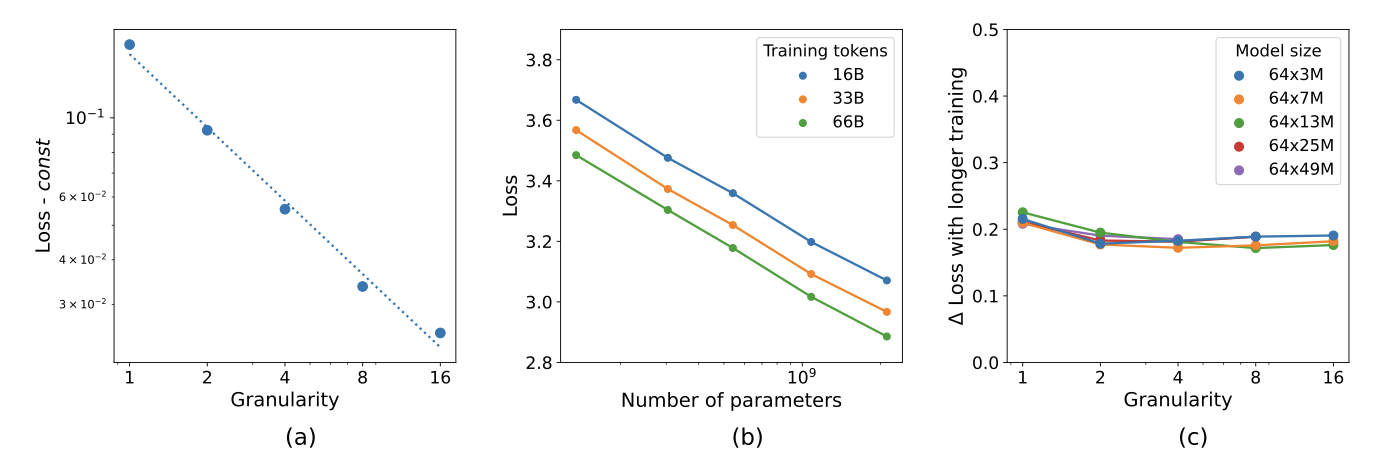 Loss - const
10⁻¹
6 × 10⁻²
4 × 10⁻²
3 × 10⁻²
1 2 4 8 16
Granularity
(a)
Loss
3.8
3.6
3.4
3.2
3.0
2.8
Training tokens
16B
33B
66B
10⁹
Number of parameters
(b)
Δ Loss with longer training
0.5
0.4
0.3
0.2
0.1
0.0
Model size
64x3M
64x7M
64x13M
64x25M
64x49M
1 2 4 8 16
Granularity
(c)